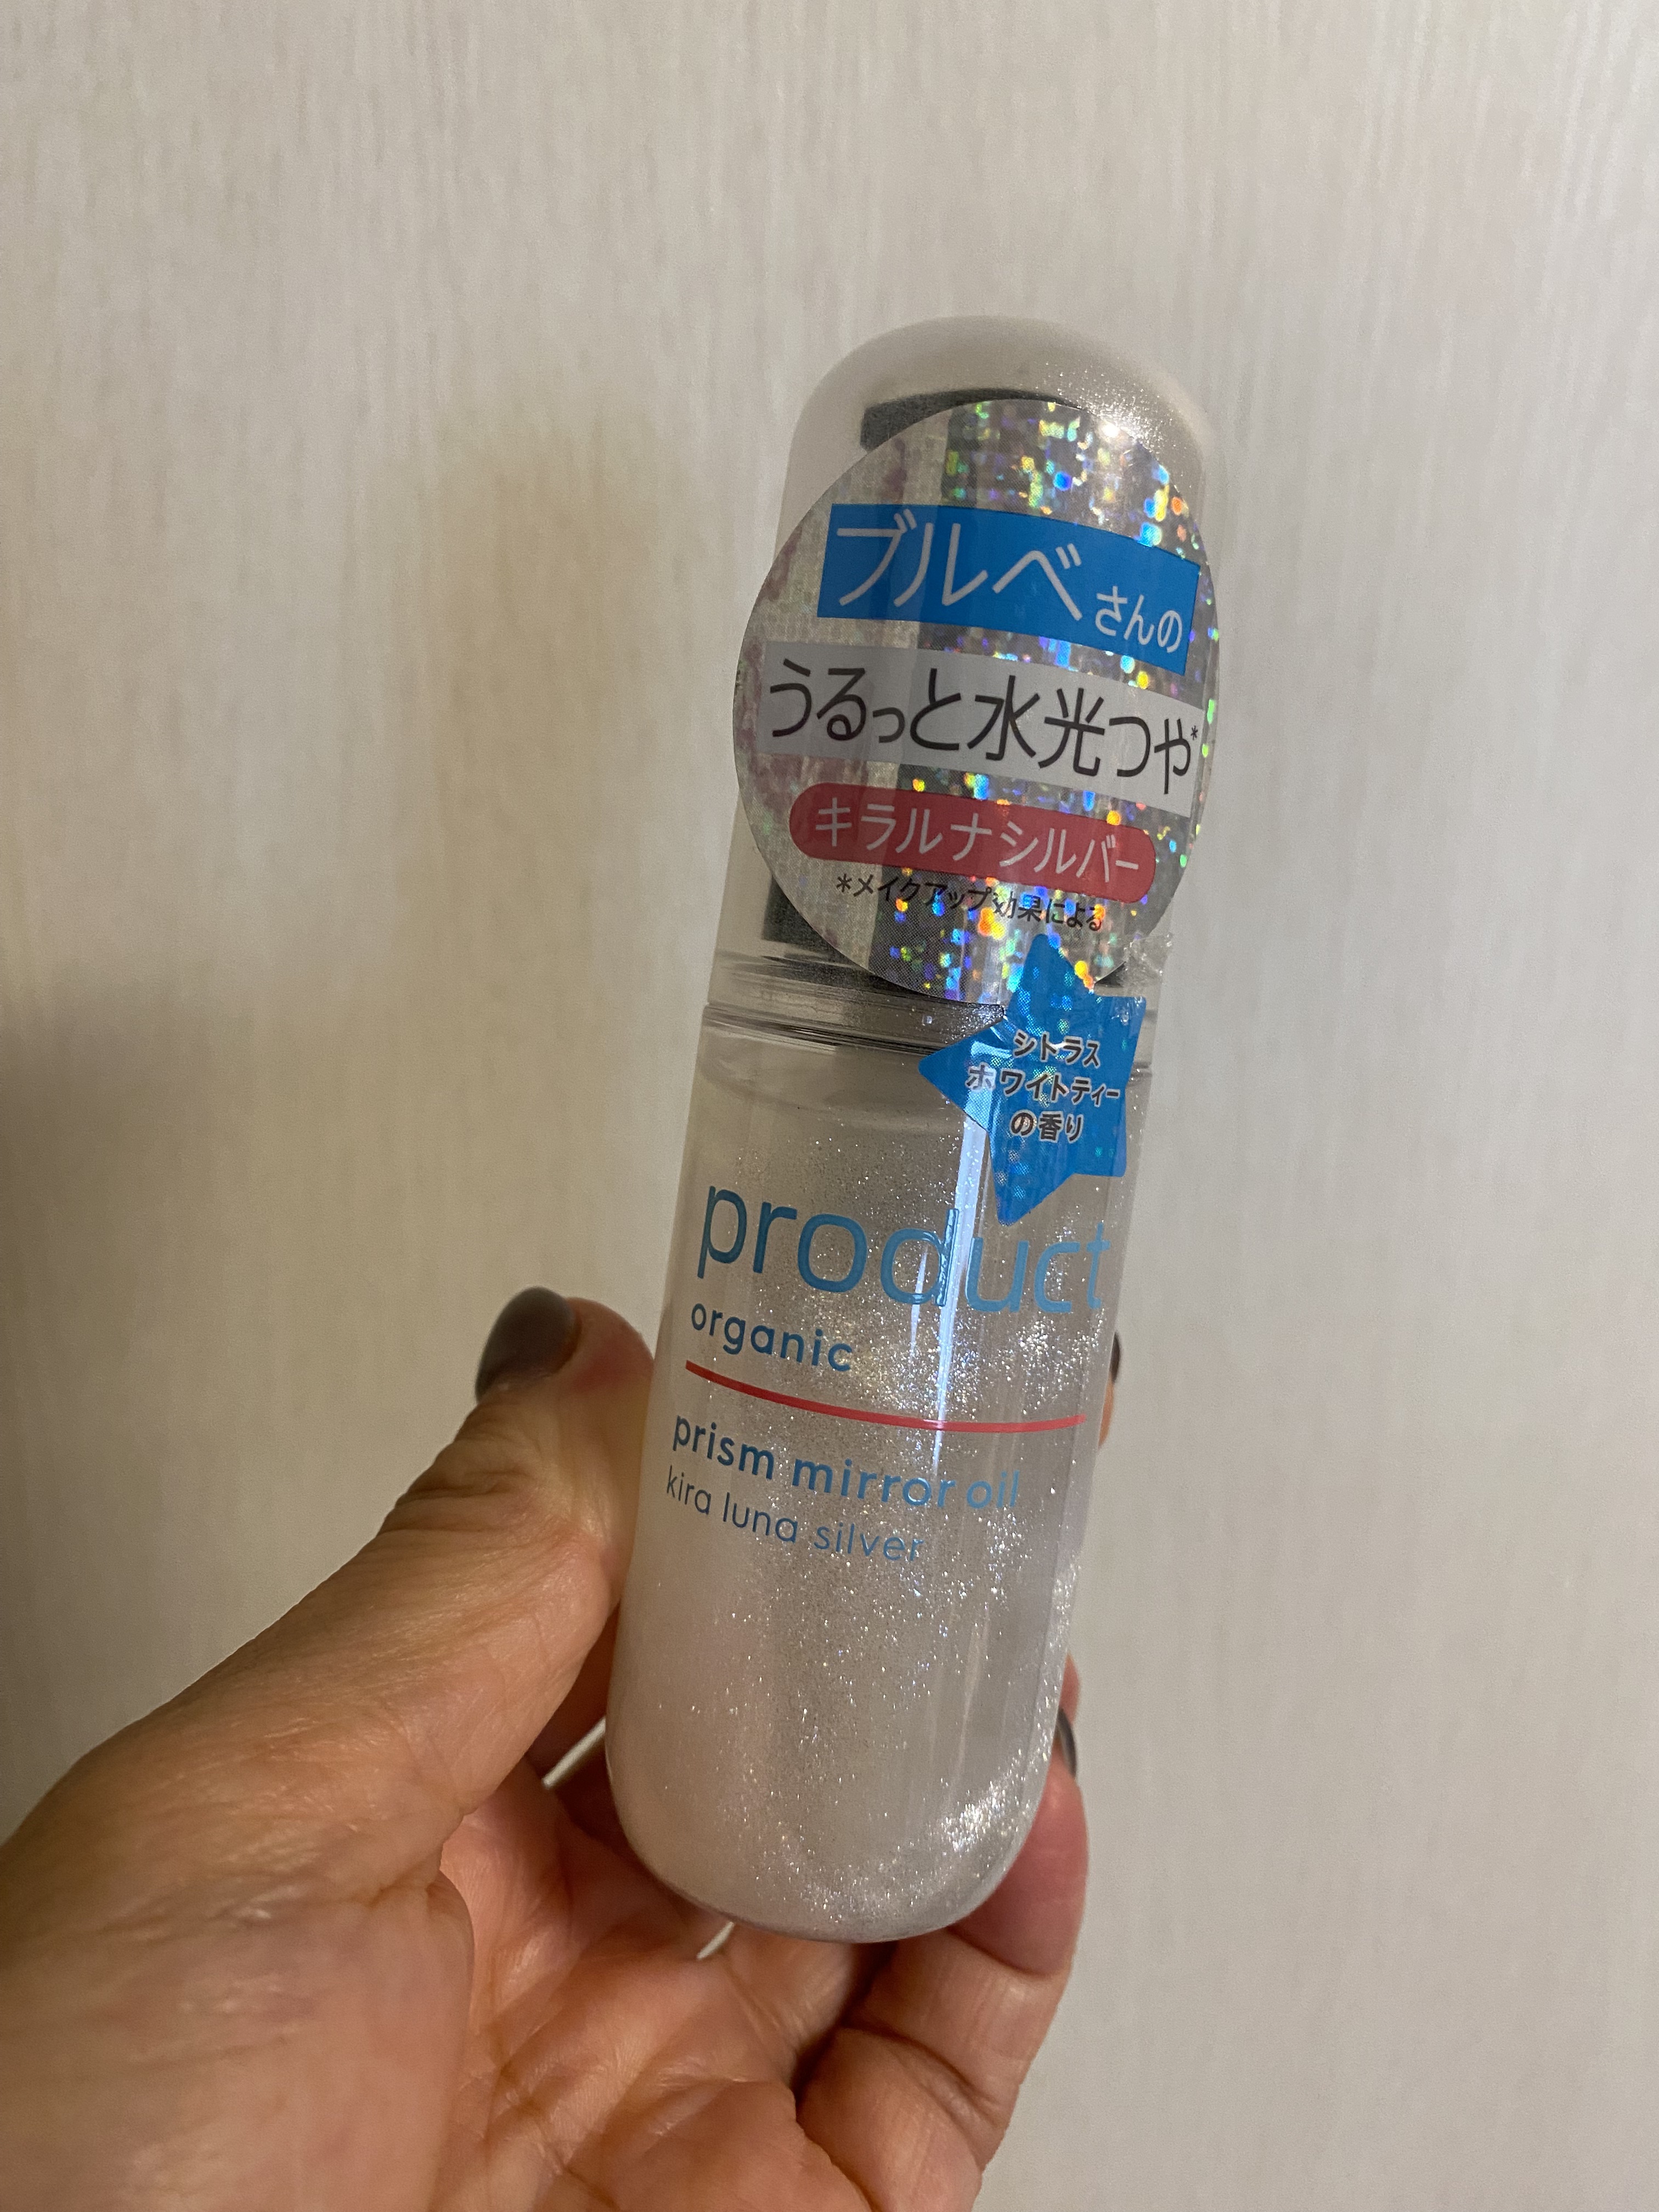 ブルベさんの
うるっと水光つや*
キラルナシルバー
*メイクアップ効果による
シトラス
ホワイトティー
の香り
product
organic
prism mirror oil
kira luna silver